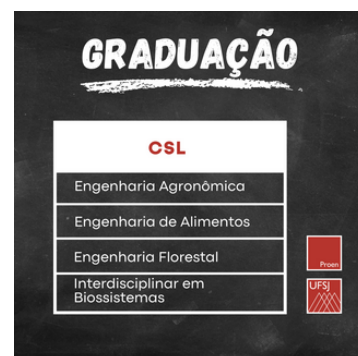 GRADUAÇÃO
CSL
Engenharia Agronômica
Engenharia de Alimentos
Engenharia Florestal
Interdisciplinar em
Biossistemas
Proen
UFSJ